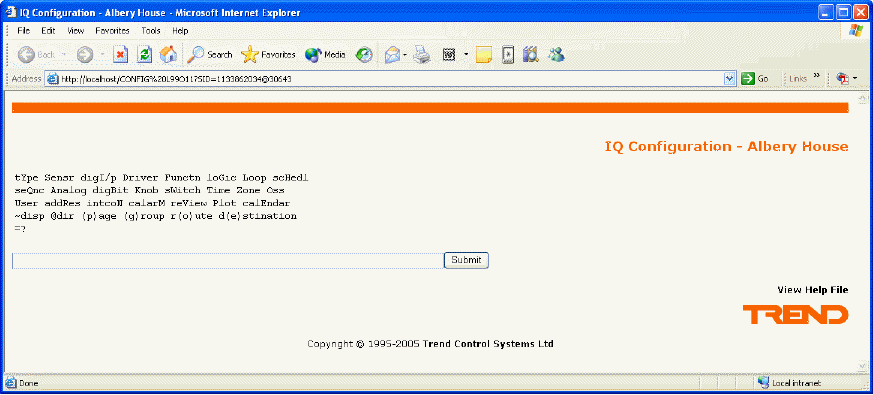 IQ Configuration - Albery House - Microsoft Internet Explorer
File Edit View Favorites Tools Help
Back Search Favorites Media
Address http://localhost/CONFIG%20L99O11?SID=1133862034@30643 Go Links
IQ Configuration - Albery House
tYpe Sensr digI/p Driver Functn loGic Loop scHedl
seQnc Analog digBit Knob sWitch Time Zone Oss
User addRes intcoN calarM reView Plot calEndar
~disp @dir (p)age (g)roup r(o)ute d(e)stination
=?
Submit
View Help File
TREND
Copyright © 1995-2005 Trend Control Systems Ltd
Done Local intranet